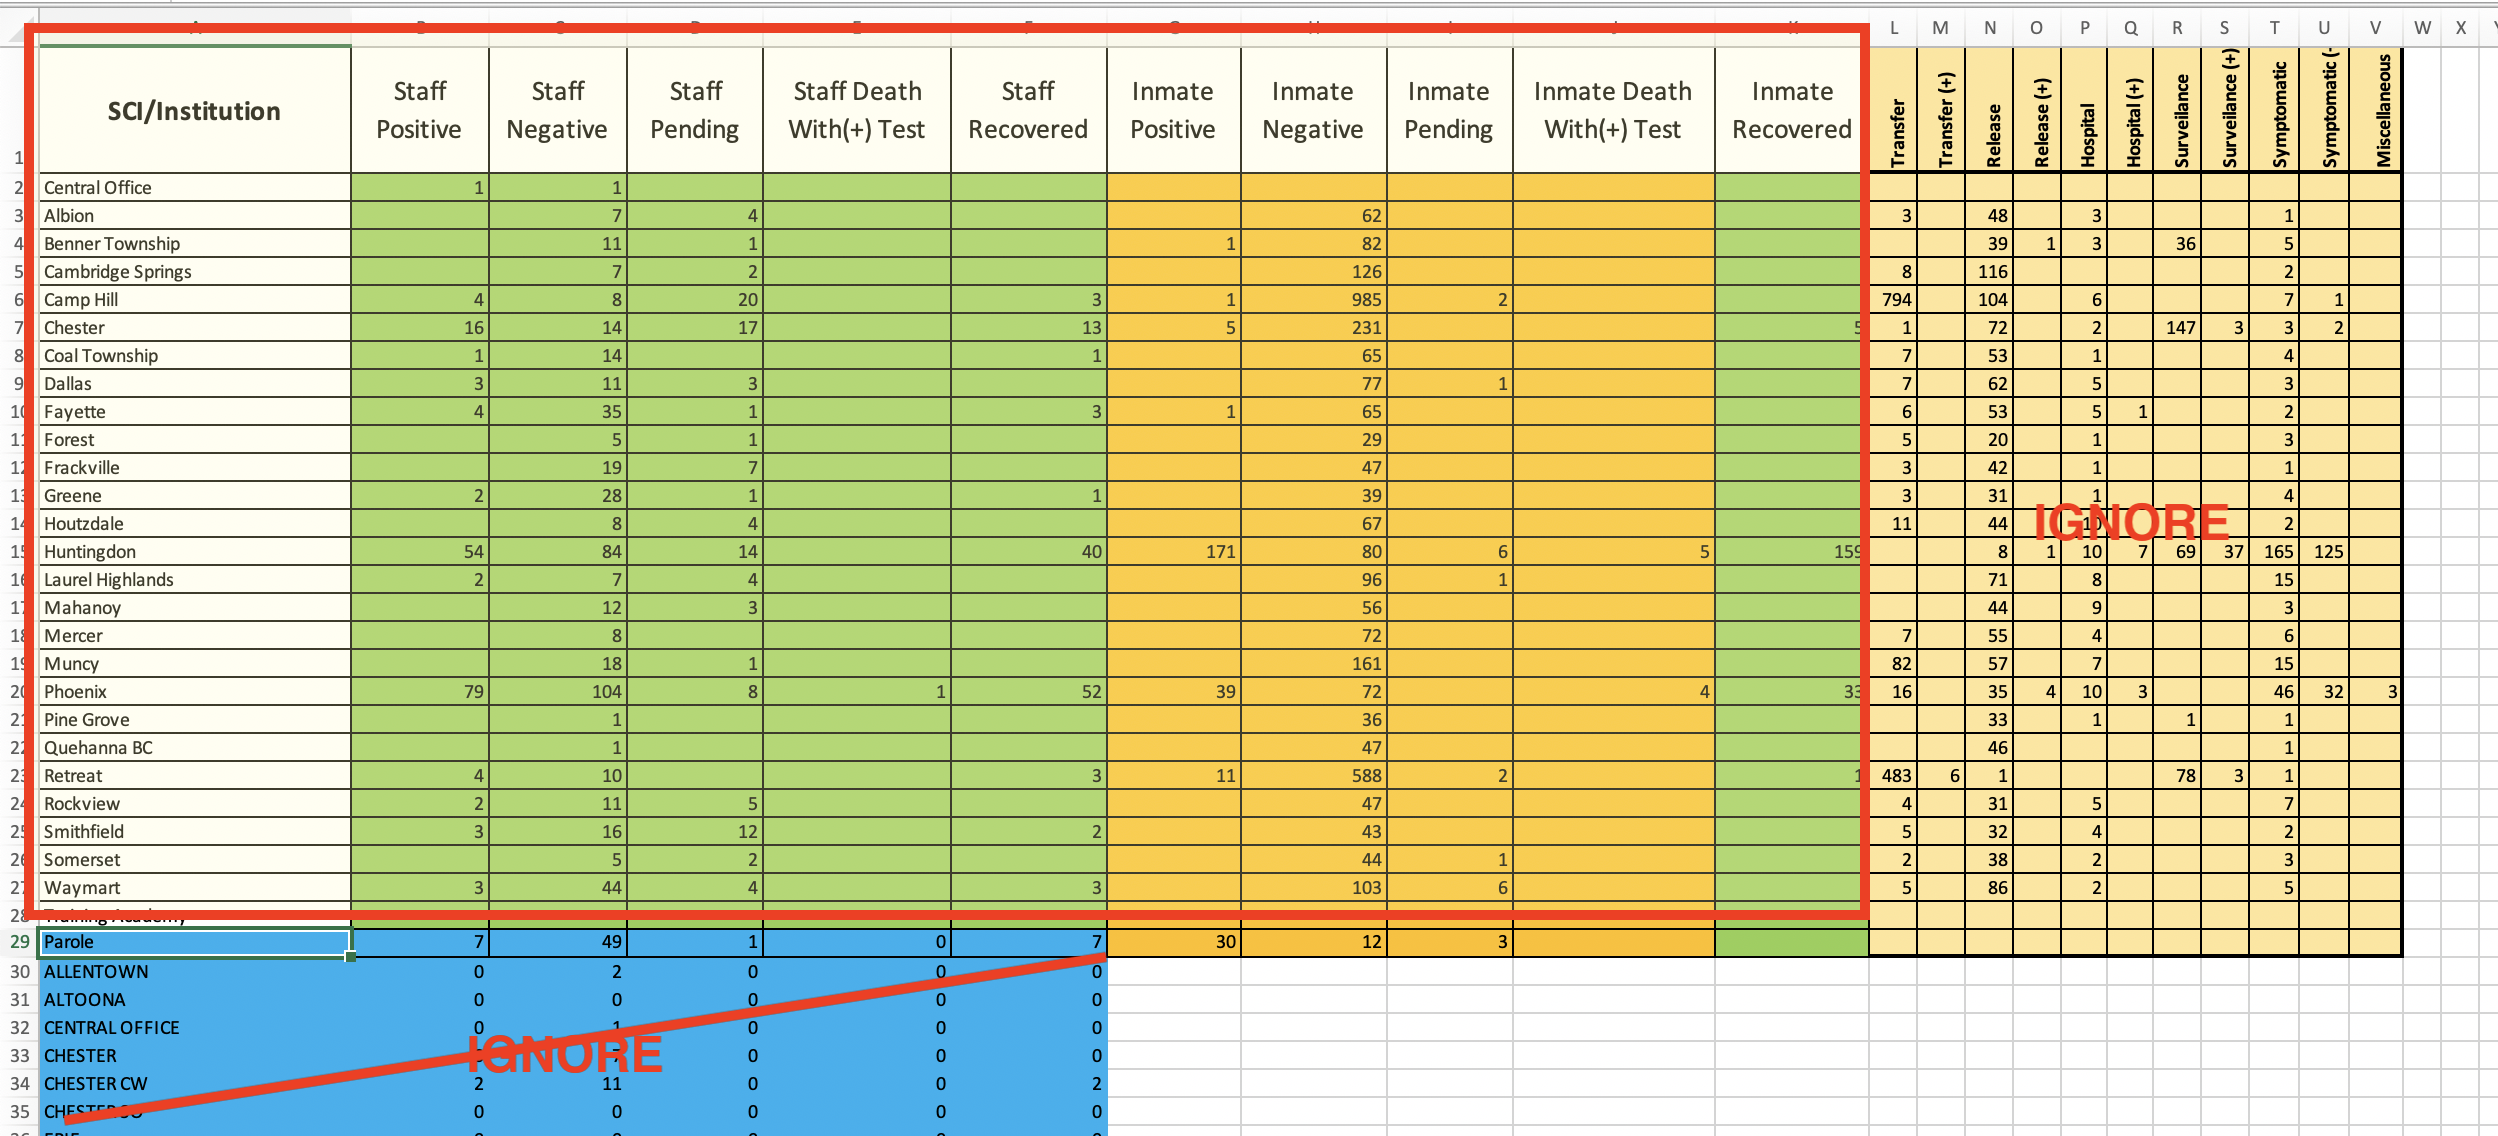 L M N O P Q R S T U V W X
SCI/Institution Staff Positive Staff Negative Staff Pending Staff Death With(+) Test Staff Recovered Inmate Positive Inmate Negative Inmate Pending Inmate Death With(+) Test Inmate Recovered Transfer Transfer (+) Release Release (+) Hospital Hospital (+) Surveilance Surveilance (+) Symptomatic Symptomatic (- Miscellaneous
1
2 Central Office 1 1
3 Albion 7 4 62 3 48 3 1
4 Benner Township 11 1 1 82 39 1 3 36 5
5 Cambridge Springs 7 2 126 8 116 2
6 Camp Hill 4 8 20 3 1 985 2 794 104 6 7 1
7 Chester 16 14 17 13 5 231 5 1 72 2 147 3 3 2
8 Coal Township 1 14 1 65 7 53 1 4
9 Dallas 3 11 3 77 1 7 62 5 3
10 Fayette 4 35 1 3 1 65 6 53 5 1 2
11 Forest 5 1 29 5 20 1 3
12 Frackville 19 7 47 3 42 1 1
13 Greene 2 28 1 1 39 3 31 1 4
14 Houtzdale 8 4 67 11 44 10 2
IGNORE
15 Huntingdon 54 84 14 40 171 80 6 5 159 8 1 10 7 69 37 165 125
16 Laurel Highlands 2 7 4 96 1 71 8 15
17 Mahanoy 12 3 56 44 9 3
18 Mercer 8 72 7 55 4 6
19 Muncy 18 1 161 82 57 7 15
20 Phoenix 79 104 8 1 52 39 72 4 33 16 35 4 10 3 46 32 3
21 Pine Grove 1 36 33 1 1 1
22 Quehanna BC 1 47 46 1
23 Retreat 4 10 3 11 588 2 1 483 6 1 78 3 1
24 Rockview 2 11 5 47 4 31 5 7
25 Smithfield 3 16 12 2 43 5 32 4 2
26 Somerset 5 2 44 1 2 38 2 3
27 Waymart 3 44 4 3 103 6 5 86 2 5
28 Training Academy
29 Parole 7 49 1 0 7 30 12 3
30 ALLENTOWN 0 2 0 0 0
31 ALTOONA 0 0 0 0 0
32 CENTRAL OFFICE 0 1 0 0 0
33 CHESTER 0 0 0
IGNORE
34 CHESTER CW 2 11 0 0 2
35 CHESTER 0 0 0 0 0